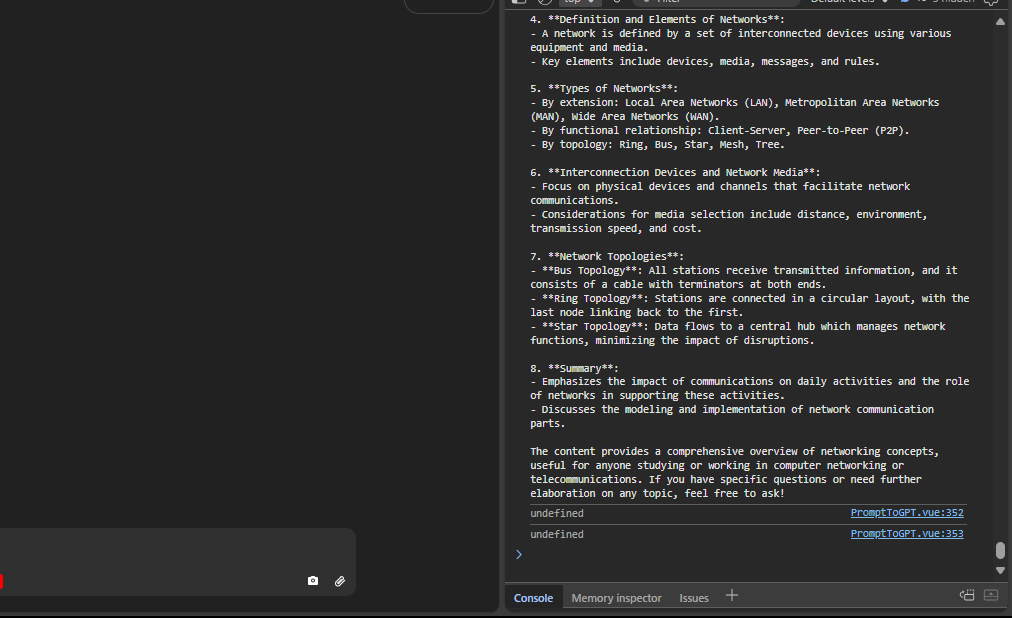 4. **Definition and Elements of Networks**:
- A network is defined by a set of interconnected devices using various
equipment and media.
- Key elements include devices, media, messages, and rules.
5. **Types of Networks**:
- By extension: Local Area Networks (LAN), Metropolitan Area Networks
(MAN), Wide Area Networks (WAN).
- By functional relationship: Client-Server, Peer-to-Peer (P2P).
- By topology: Ring, Bus, Star, Mesh, Tree.
6. **Interconnection Devices and Network Media**:
- Focus on physical devices and channels that facilitate network
communications.
- Considerations for media selection include distance, environment,
transmission speed, and cost.
7. **Network Topologies**:
- **Bus Topology**: All stations receive transmitted information, and it
consists of a cable with terminators at both ends.
- **Ring Topology**: Stations are connected in a circular layout, with the
last node linking back to the first.
- **Star Topology**: Data flows to a central hub which manages network
functions, minimizing the impact of disruptions.
8. **Summary**:
- Emphasizes the impact of communications on daily activities and the role
of networks in supporting these activities.
- Discusses the modeling and implementation of network communication
parts.
The content provides a comprehensive overview of networking concepts,
useful for anyone studying or working in computer networking or
telecommunications. If you have specific questions or need further
elaboration on any topic, feel free to ask!
undefined PromptToGPT.vue:352
undefined PromptToGPT.vue:353
Console Memory inspector Issues